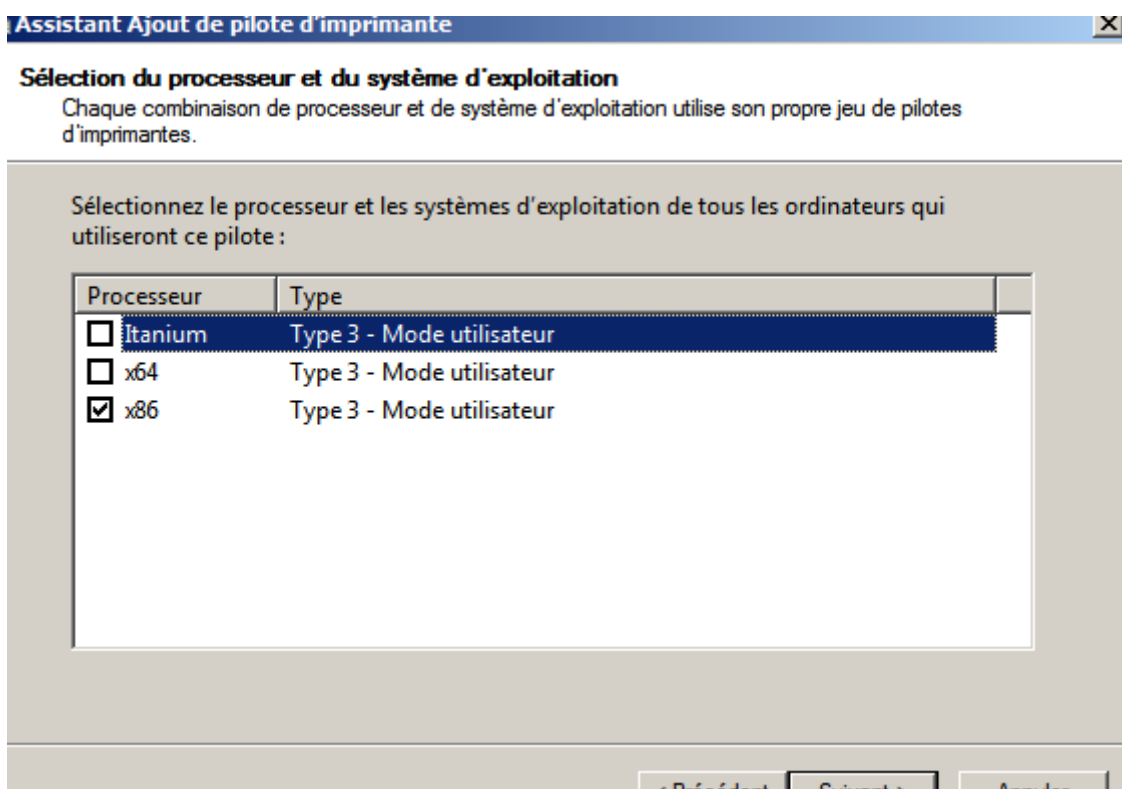 Assistant Ajout de pilote d'imprimante
Sélection du processeur et du système d'exploitation
Chaque combinaison de processeur et de système d'exploitation utilise son propre jeu de pilotes
d'imprimantes.
Sélectionnez le processeur et les systèmes d'exploitation de tous les ordinateurs qui
utiliseront ce pilote :
Processeur Type
Itanium Type 3 - Mode utilisateur
x64 Type 3 - Mode utilisateur
x86 Type 3 - Mode utilisateur
< Précédent Suivant > Annuler